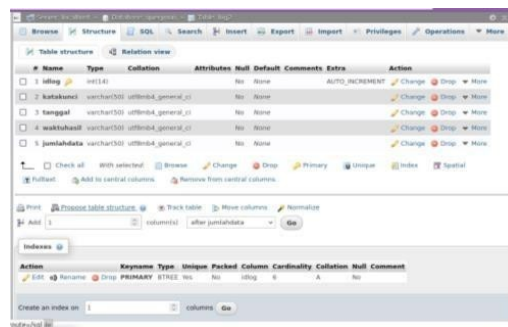 Browse Structure SQL Search Insert Export Import Privileges Operations More
Table structure Relation view
# Name Type Collation Attributes Null Default Comments Extra Action
1 idlog int(14) No None AUTO_INCREMENT Change Drop More
2 katakunci varchar(50) utf8mb4_general_ci No None Change Drop More
3 tanggal varchar(50) utf8mb4_general_ci No None Change Drop More
4 waktuhasil varchar(50) utf8mb4_general_ci No None Change Drop More
5 jumlahdata varchar(50) utf8mb4_general_ci No None Change Drop More
Check all With selected: Browse Change Drop Primary Unique Index Spatial
Fulltext Add to central columns Remove from central columns
Print Propose table structure Track table Move columns Normalize
Add 1 column(s) after jumlahdata Go
Indexes
Action Keyname Type Unique Packed Column Cardinality Collation Null Comment
Edit Rename Drop PRIMARY BTREE Yes No idlog 6 A No
Create an index on 1 columns Go